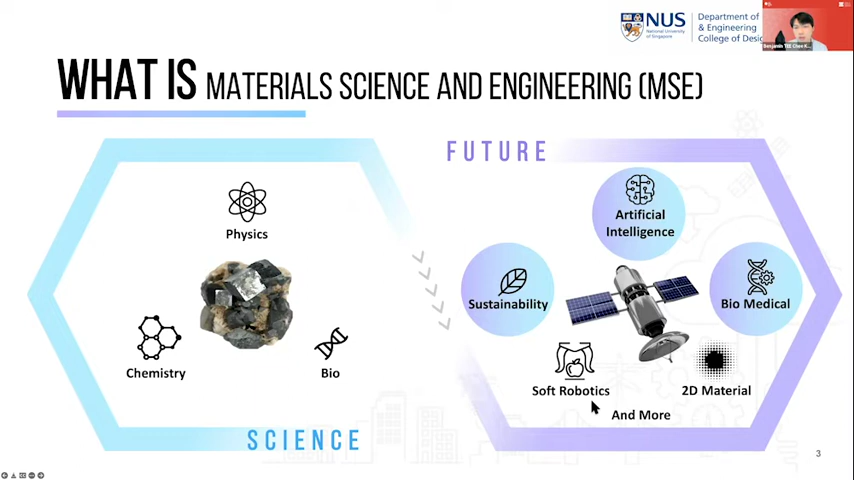 NUS
National University
of Singapore
Department of
& Engineering
College of Desig
WHAT IS MATERIALS SCIENCE AND ENGINEERING (MSE)
FUTURE
Physics
Chemistry
Bio
SCIENCE
Artificial
Intelligence
Sustainability
Bio Medical
Soft Robotics
2D Material
And More
3